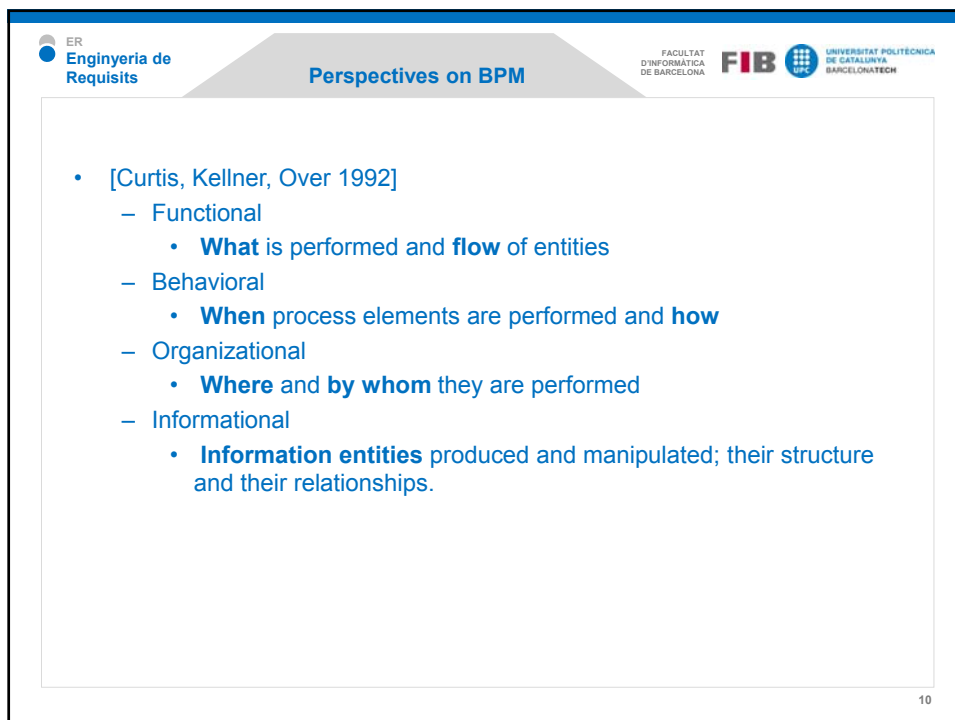 ER
Enginyeria de
Requisits
Perspectives on BPM
FACULTAT
D'INFORMÀTICA
DE BARCELONA
FIB
UPC
UNIVERSITAT POLITÈCNICA
DE CATALUNYA
BARCELONATECH
• [Curtis, Kellner, Over 1992]
– Functional
• What is performed and flow of entities
– Behavioral
• When process elements are performed and how
– Organizational
• Where and by whom they are performed
– Informational
• Information entities produced and manipulated; their structure
and their relationships.
10